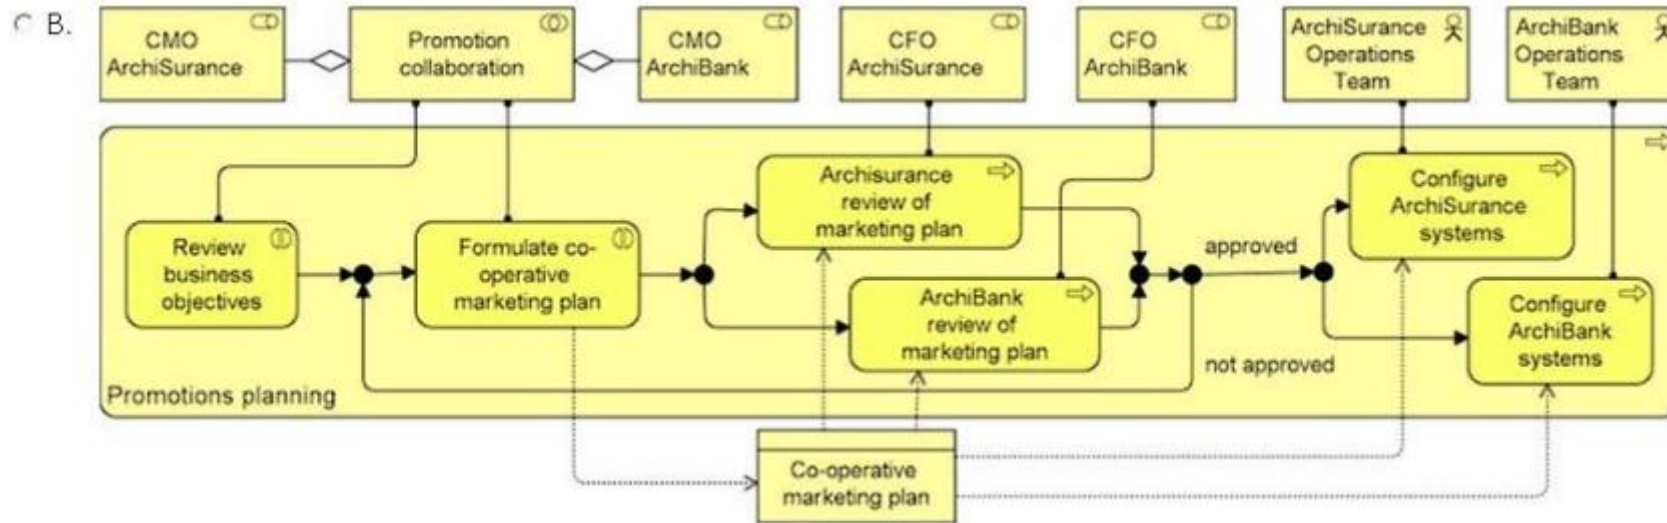 B.
CMO
ArchiSurance
Promotion
collaboration
CMO
ArchiBank
CFO
ArchiSurance
CFO
ArchiBank
ArchiSurance
Operations
Team
ArchiBank
Operations
Team
Review
business
objectives
Formulate co-
operative
marketing plan
Archisurance
review of
marketing plan
ArchiBank
review of
marketing plan
approved
not approved
Configure
ArchiSurance
systems
Configure
ArchiBank
systems
Promotions planning
Co-operative
marketing plan